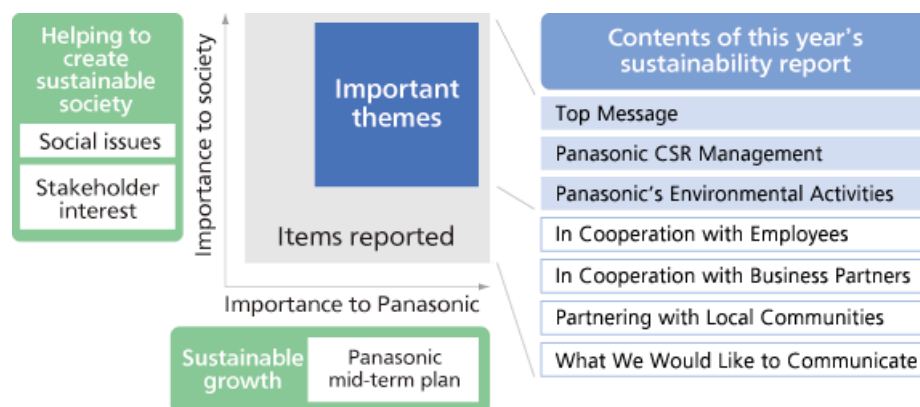 Helping to
create
sustainable
society
Social issues
Stakeholder
interest
Importance to society
Important
themes
Items reported
Importance to Panasonic
Sustainable
growth
Panasonic
mid-term plan
Contents of this year's
sustainability report
Top Message
Panasonic CSR Management
Panasonic's Environmental Activities
In Cooperation with Employees
In Cooperation with Business Partners
Partnering with Local Communities
What We Would Like to Communicate